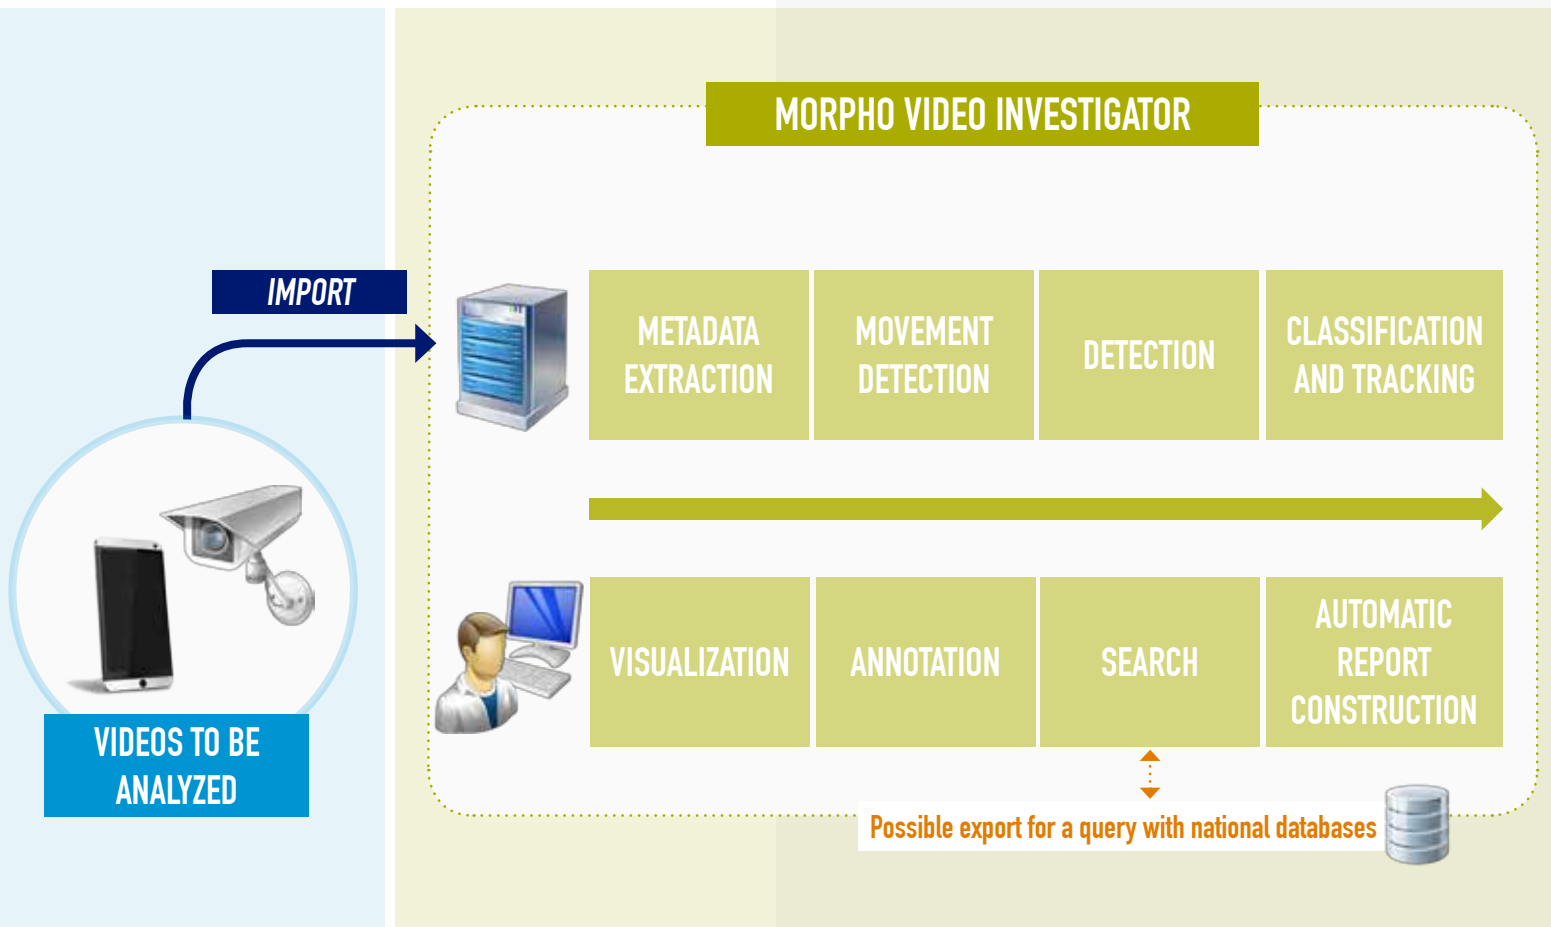 MORPHO VIDEO INVESTIGATOR
IMPORT
METADATA
EXTRACTION
MOVEMENT
DETECTION
DETECTION
CLASSIFICATION
AND TRACKING
VISUALIZATION
ANNOTATION
SEARCH
AUTOMATIC
REPORT
CONSTRUCTION
VIDEOS TO BE
ANALYZED
Possible export for a query with national databases